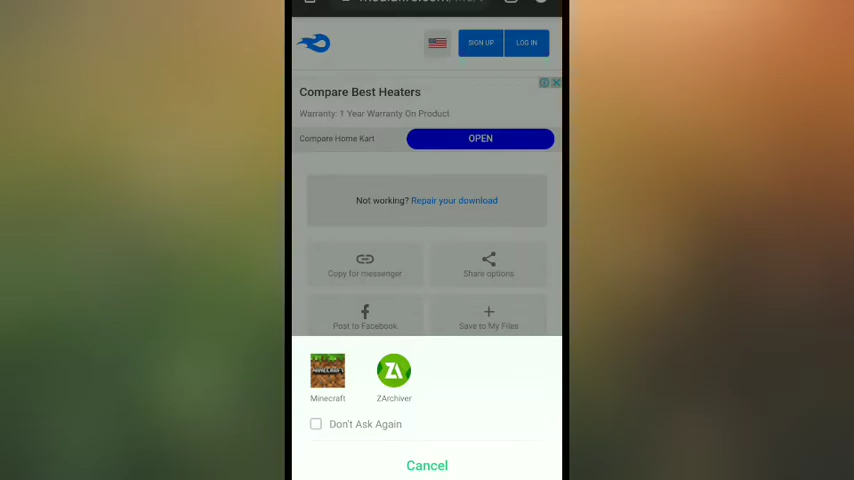 SIGN UP
LOG IN
Compare Best Heaters
Warranty: 1 Year Warranty On Product
Compare Home Kart
OPEN
Not working? Repair your download
Copy for messenger
Share options
Post to Facebook
Save to My Files
MINECRAFT
ZA
Minecraft
ZArchiver
Don't Ask Again
Cancel